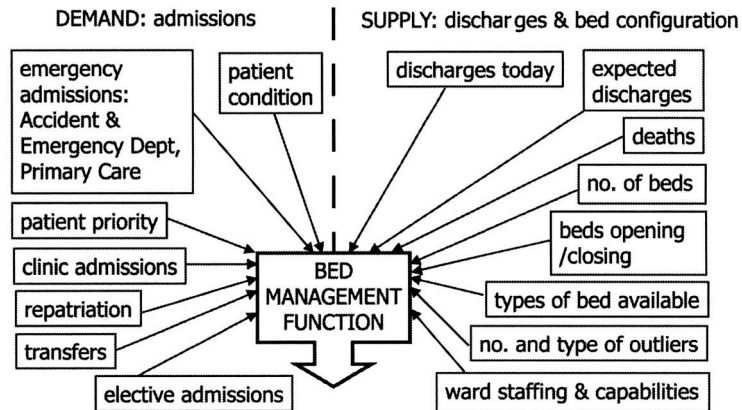 DEMAND: admissions
SUPPLY: discharges & bed configuration
emergency
admissions:
Accident &
Emergency Dept,
Primary Care
patient
condition
discharges today
expected
discharges
deaths
no. of beds
patient priority
clinic admissions
repatriation
transfers
elective admissions
BED
MANAGEMENT
FUNCTION
beds opening
/closing
types of bed available
no. and type of outliers
ward staffing & capabilities